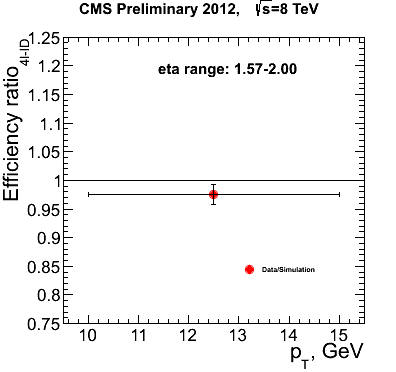 CMS Preliminary 2012, √s=8 TeV
Efficiency ratio 4l-ID
1.25
1.2
1.15
1.1
1.05
1
0.95
0.9
0.85
0.8
0.75
eta range: 1.57-2.00
Data/Simulation
10 11 12 13 14 15
pT, GeV